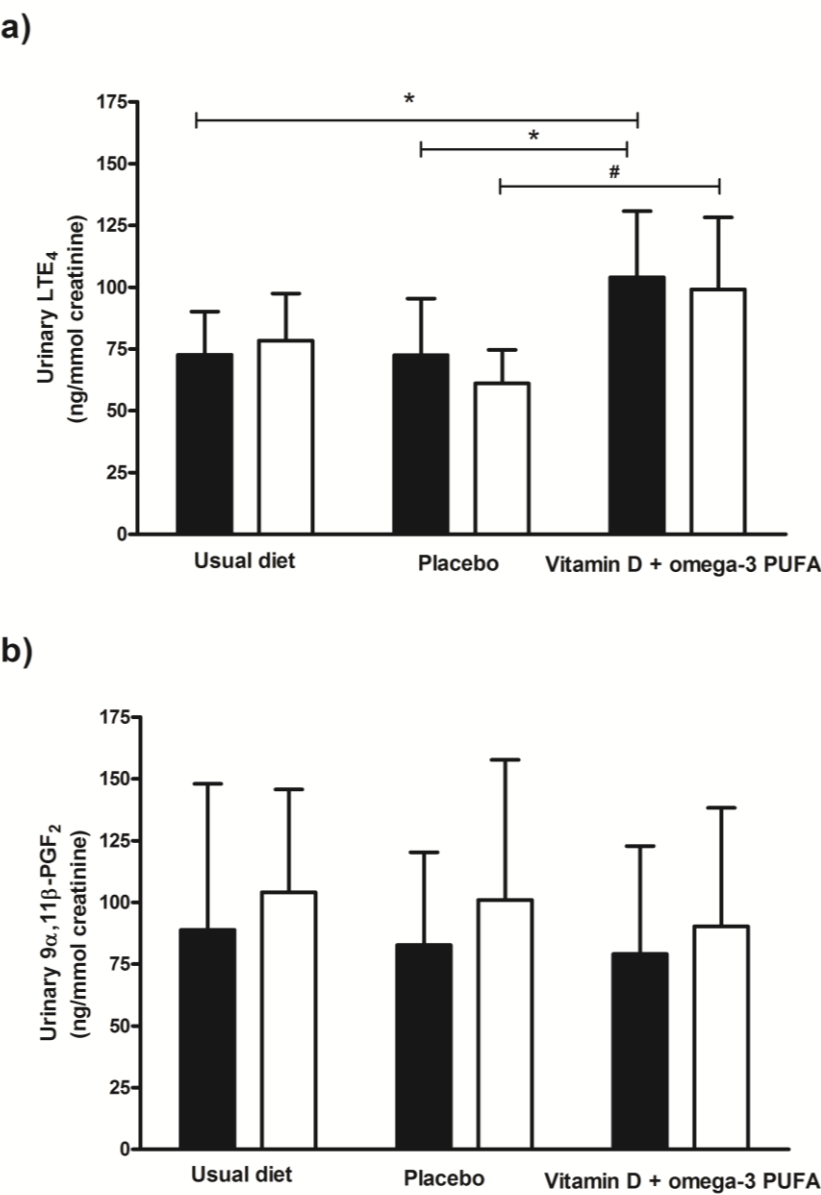 a)
175
*
*
150
#
125
Urinary LTE4
(ng/mmol creatinine)
100
75
50
25
0
Usual diet Placebo Vitamin D + omega-3 PUFA
b)
175
150
125
Urinary 9α,11β-PGF2
(ng/mmol creatinine)
100
75
50
25
0
Usual diet Placebo Vitamin D + omega-3 PUFA